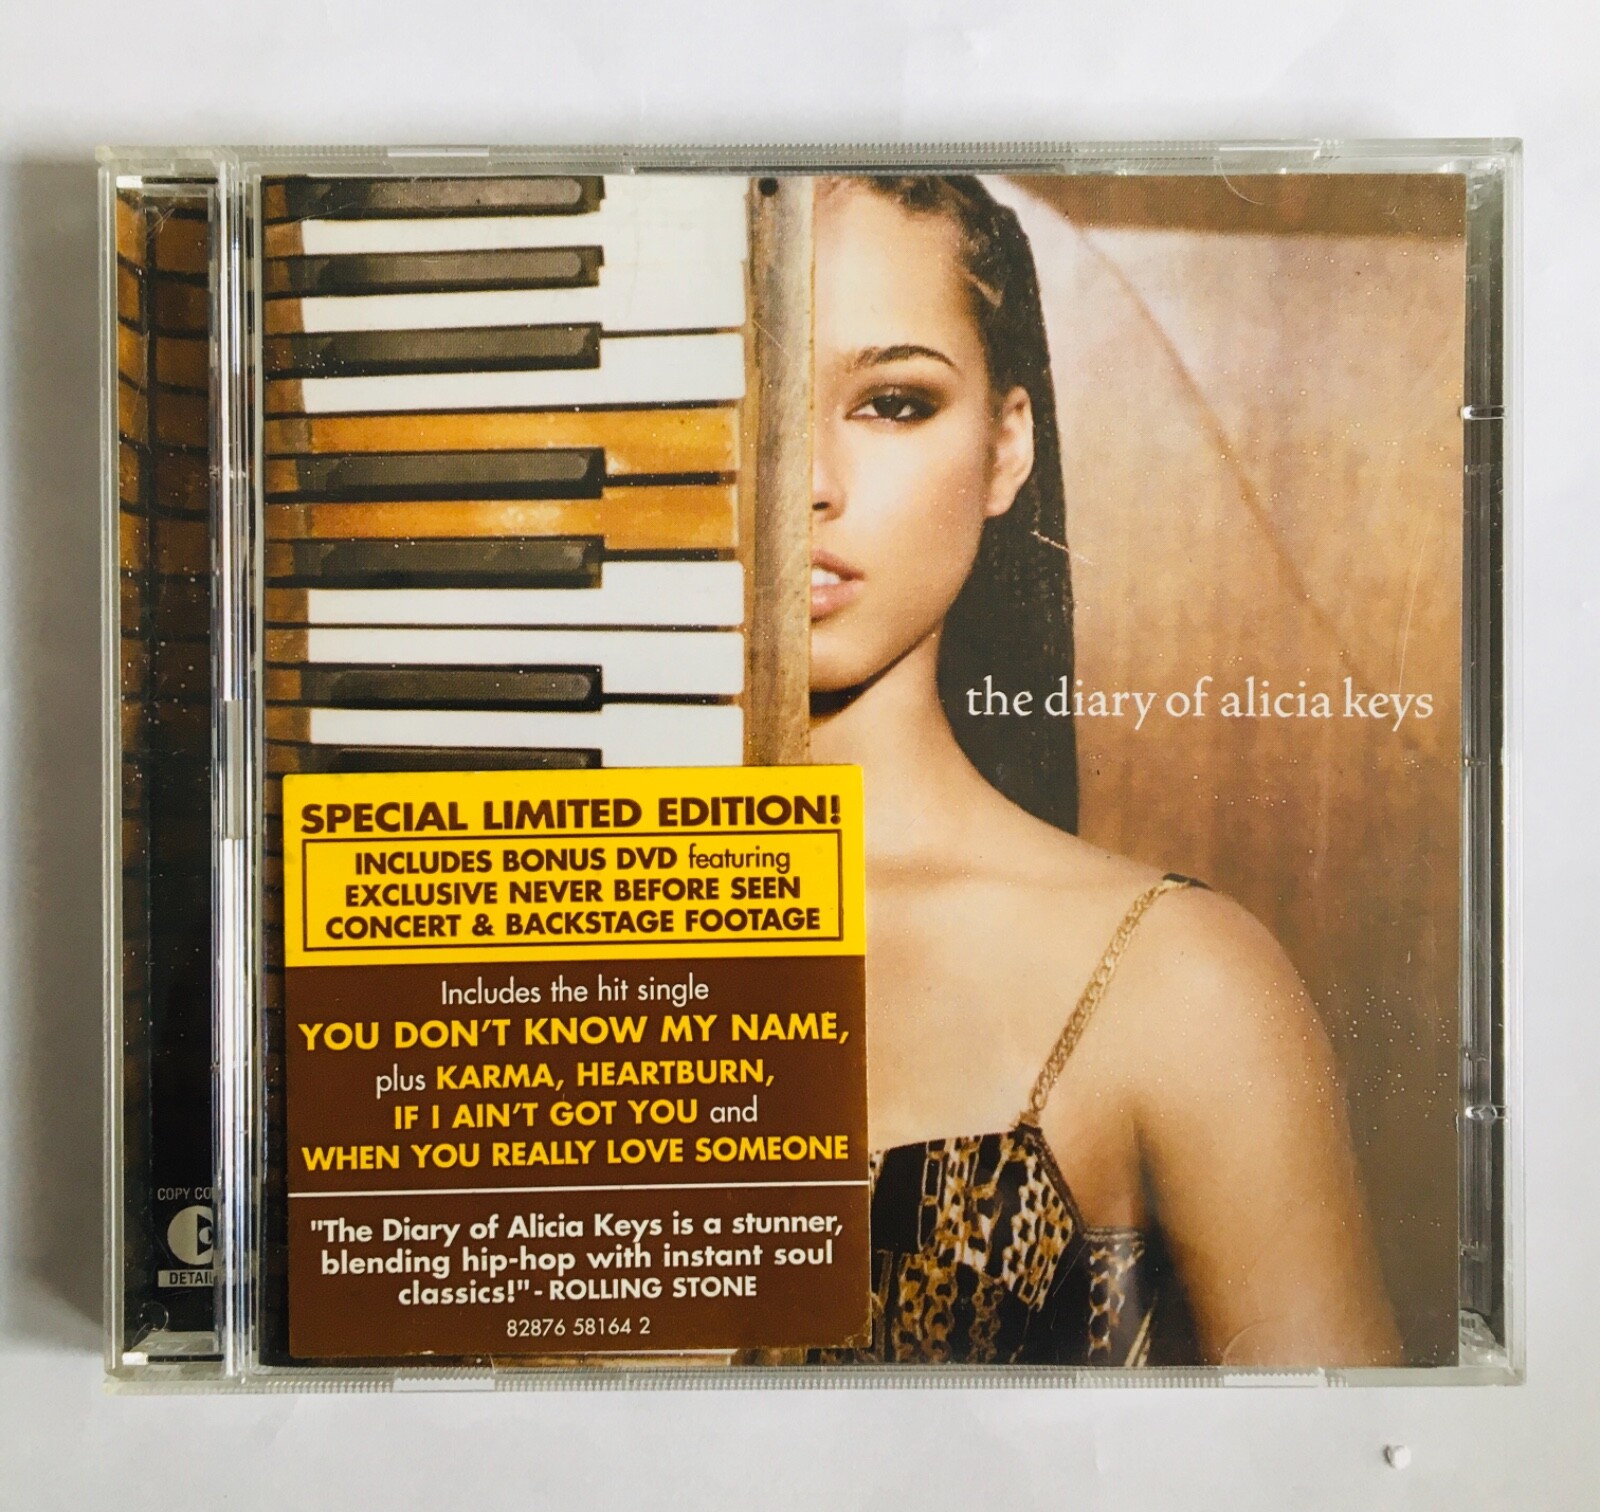 the diary of alicia keys
SPECIAL LIMITED EDITION!
INCLUDES BONUS DVD featuring
EXCLUSIVE NEVER BEFORE SEEN
CONCERT & BACKSTAGE FOOTAGE
Includes the hit single
YOU DON'T KNOW MY NAME,
plus KARMA, HEARTBURN,
IF I AIN'T GOT YOU and
WHEN YOU REALLY LOVE SOMEONE
"The Diary of Alicia Keys is a stunner,
blending hip-hop with instant soul
classics!" - ROLLING STONE
82876 58164 2
COPY